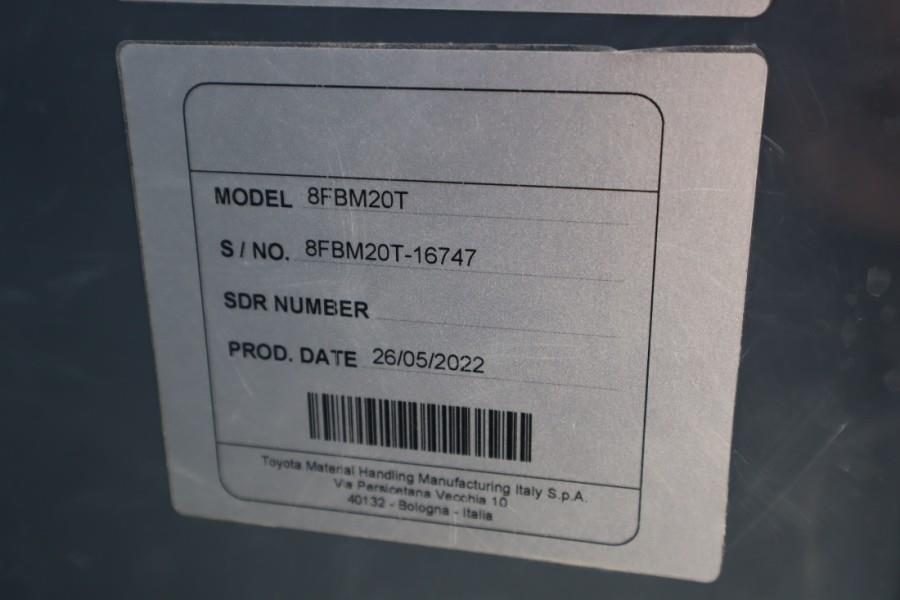 MODEL 8FBM20T
S / NO. 8FBM20T-16747
SDR NUMBER
PROD. DATE 26/05/2022
Toyota Material Handling Manufacturing Italy S.p.A.
Via Persicetana Vecchia 10
40132 - Bologna - Italia